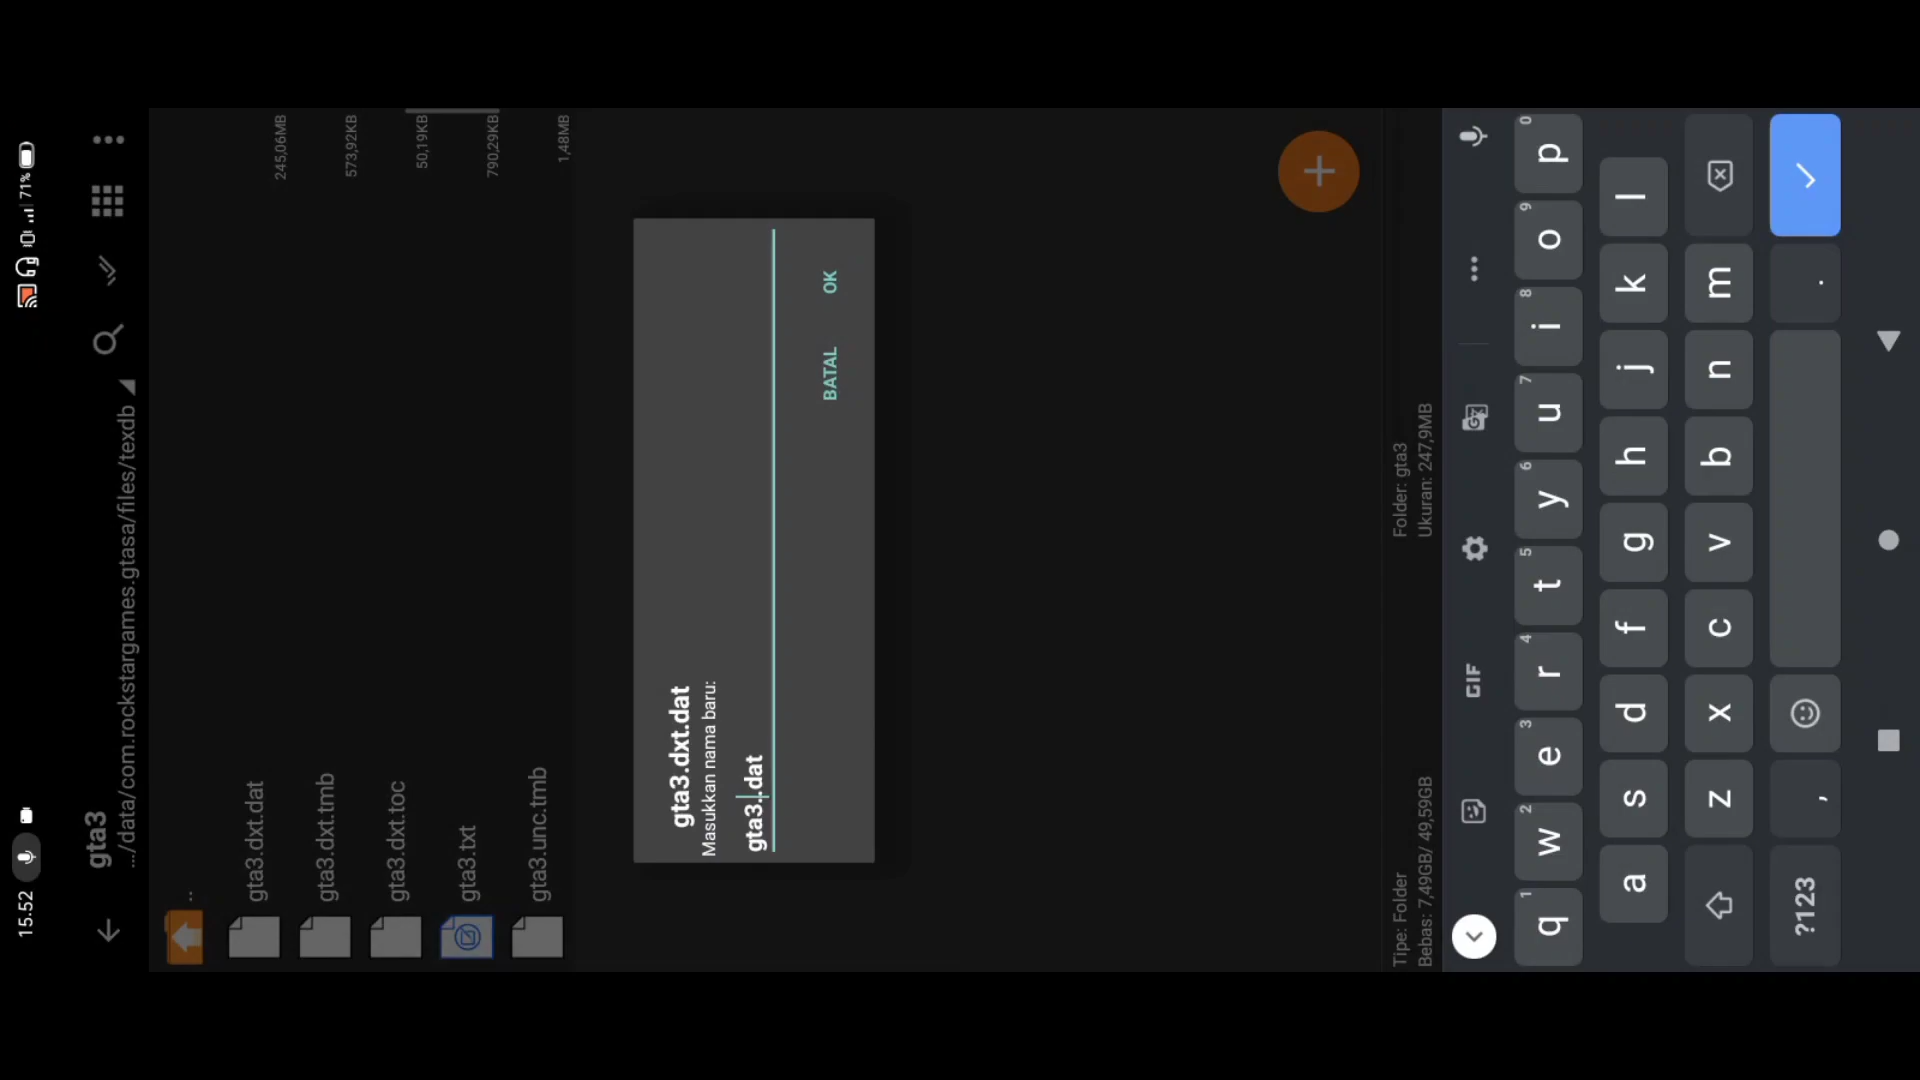 15.52
71%
gta3
.../data/com.rockstargames.gtasa/files/texdb
..
gta3.dxt.dat
245,06MB
gta3.dxt.tmb
573,92KB
gta3.dxt.toc
50,19KB
gta3.txt
790,29KB
gta3.unc.tmb
1,48MB
gta3.dxt.dat
Masukkan nama baru:
gta3..dat
BATAL OK
Tipe: Folder Folder: gta3
Bebas: 7,49GB/ 49,59GB Ukuran: 247,9MB
GIF
q 1 w 2 e 3 r 4 t 5 y 6 u 7 i 8 o 9 p 0
a s d f g h j k l
z x c v b n m
?123 , .